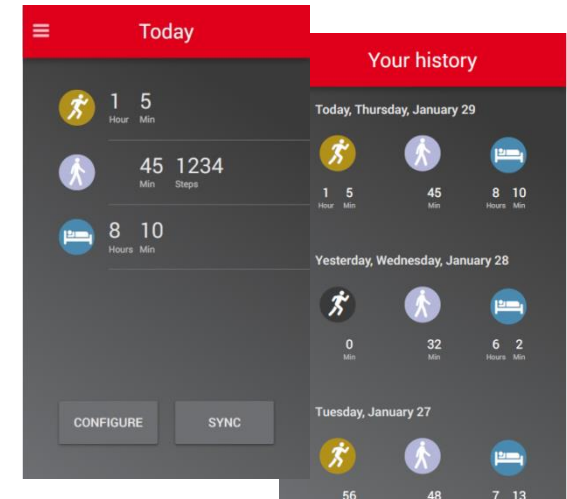 Today
1 5
Hour Min
45 1234
Min Steps
8 10
Hours Min
CONFIGURE SYNC
Your history
Today, Thursday, January 29
1 5 45 8 10
Hour Min Min Hours Min
Yesterday, Wednesday, January 28
0 32 6 2
Min Min Hours Min
Tuesday, January 27
56 48 7 13